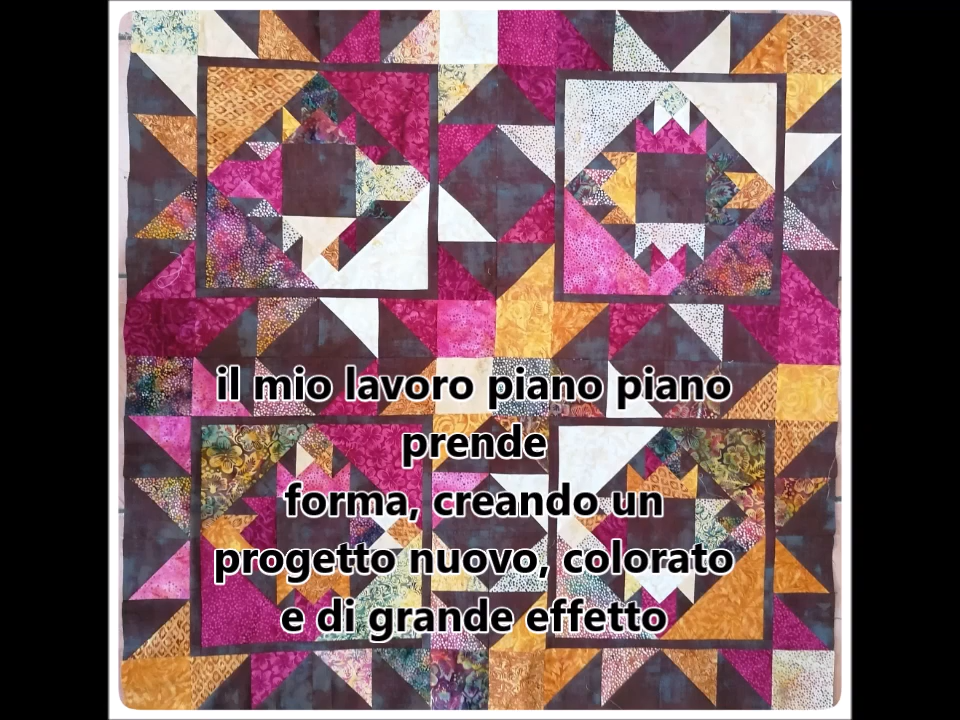 il mio lavoro piano piano
prende
forma, creando un
progetto nuovo, colorato
e di grande effetto